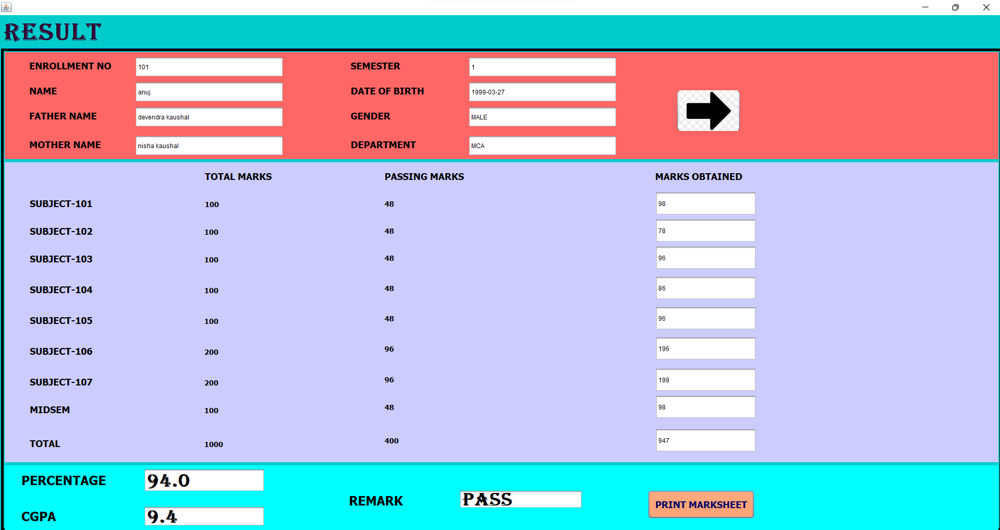 RESULT
ENROLLMENT NO 101 SEMESTER 1
NAME anuj DATE OF BIRTH 1999-03-27
FATHER NAME devendra kaushal GENDER MALE
MOTHER NAME nisha kaushal DEPARTMENT MCA
TOTAL MARKS PASSING MARKS MARKS OBTAINED
SUBJECT-101 100 48 98
SUBJECT-102 100 48 78
SUBJECT-103 100 48 96
SUBJECT-104 100 48 86
SUBJECT-105 100 48 96
SUBJECT-106 200 96 196
SUBJECT-107 200 96 199
MIDSEM 100 48 98
TOTAL 1000 400 947
PERCENTAGE 94.0
REMARK PASS PRINT MARKSHEET
CGPA 9.4